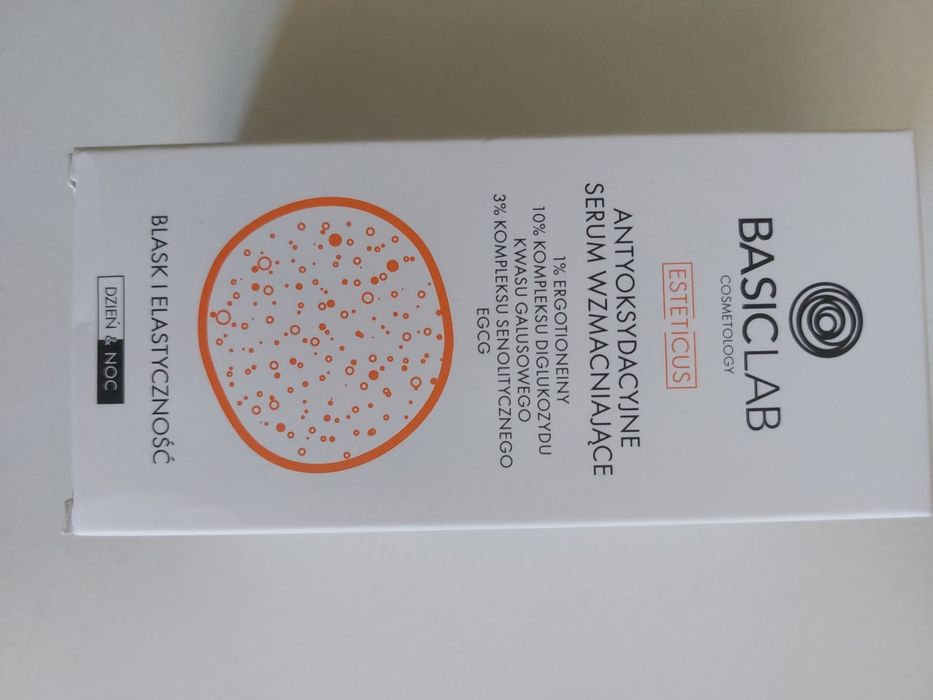 BASICLAB
COSMETOLOGY
ESTETICUS
ANTYOKSYDACYJNE
SERUM WZMACNIAJĄCE
1% ERGOTIONEINY
10% KOMPLEKSU DIGLUKOZYDU
KWASU GALUSOWEGO
3% KOMPLEKSU SENOLITYCZNEGO
EGCG
BLASK I ELASTYCZNOŚĆ
DZIEŃ & NOC